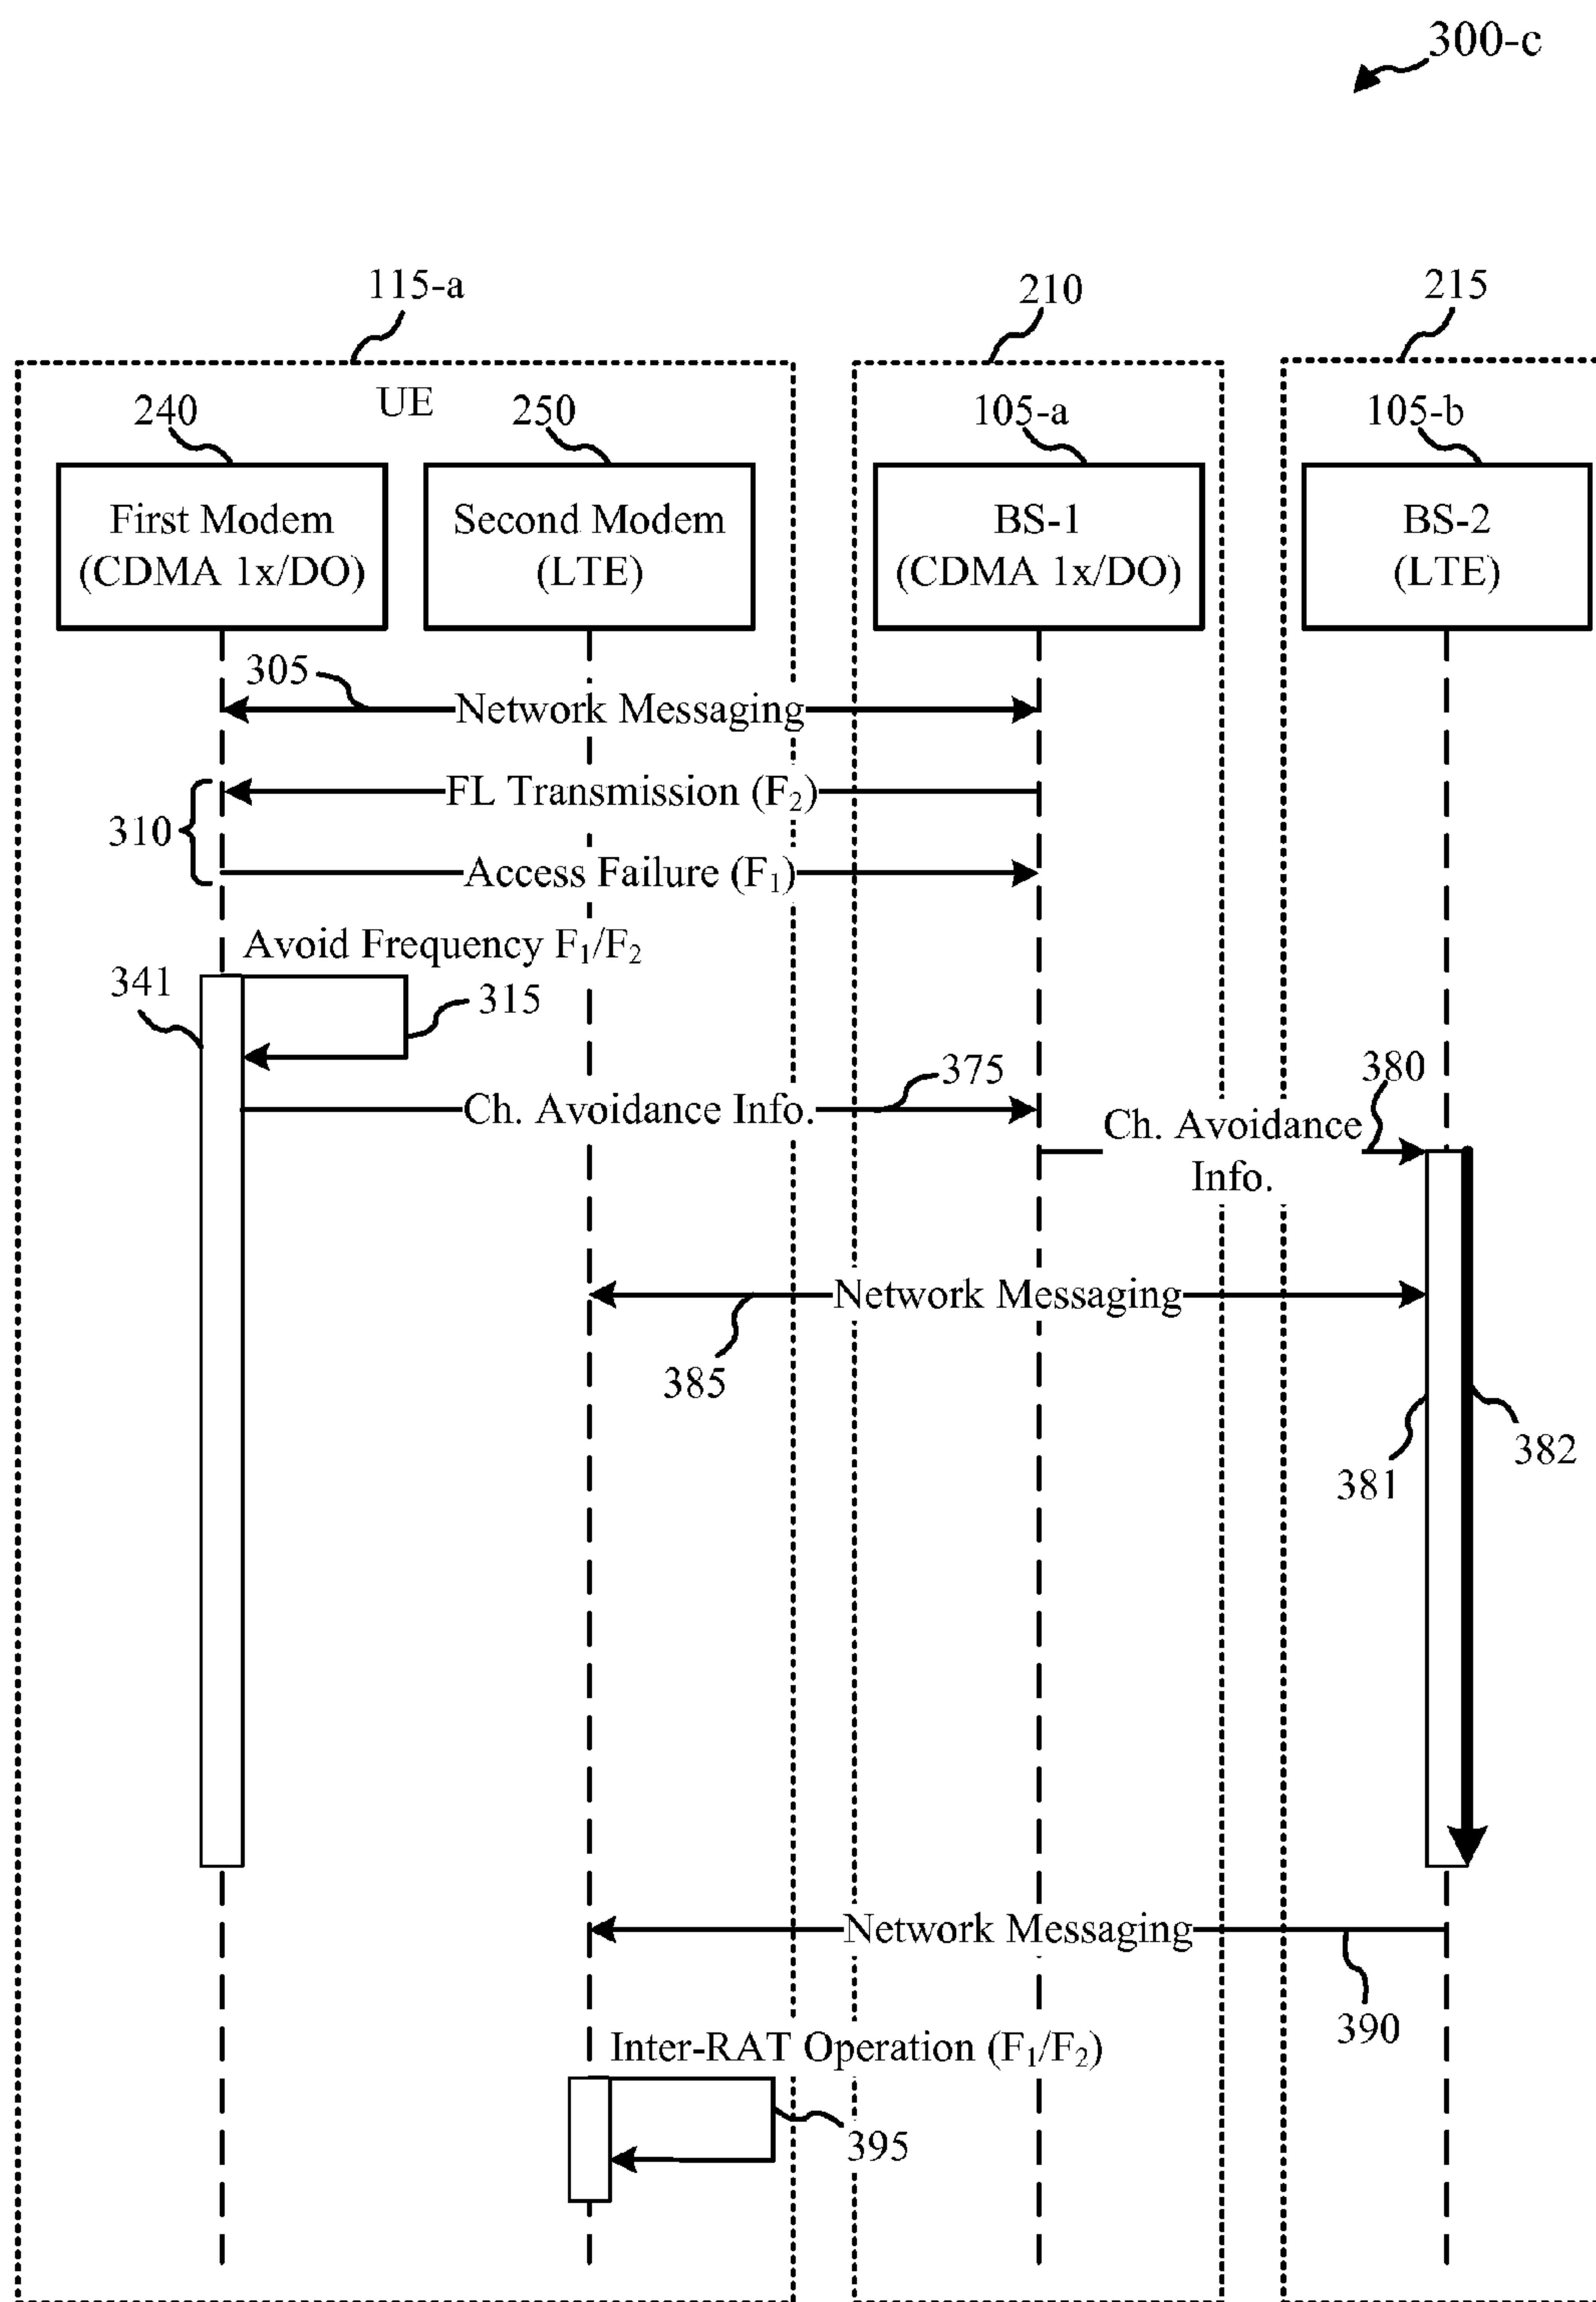 300-c
115-a
210
215
UE
240
250
105-a
105-b
First Modem
(CDMA 1x/DO)
Second Modem
(LTE)
BS-1
(CDMA 1x/DO)
BS-2
(LTE)
305
Network Messaging
FL Transmission (F₂)
310
Access Failure (F₁)
Avoid Frequency F₁/F₂
341
315
375
380
Ch. Avoidance Info.
Ch. Avoidance
Info.
Network Messaging
385
382
381
Network Messaging
390
Inter-RAT Operation (F₁/F₂)
395